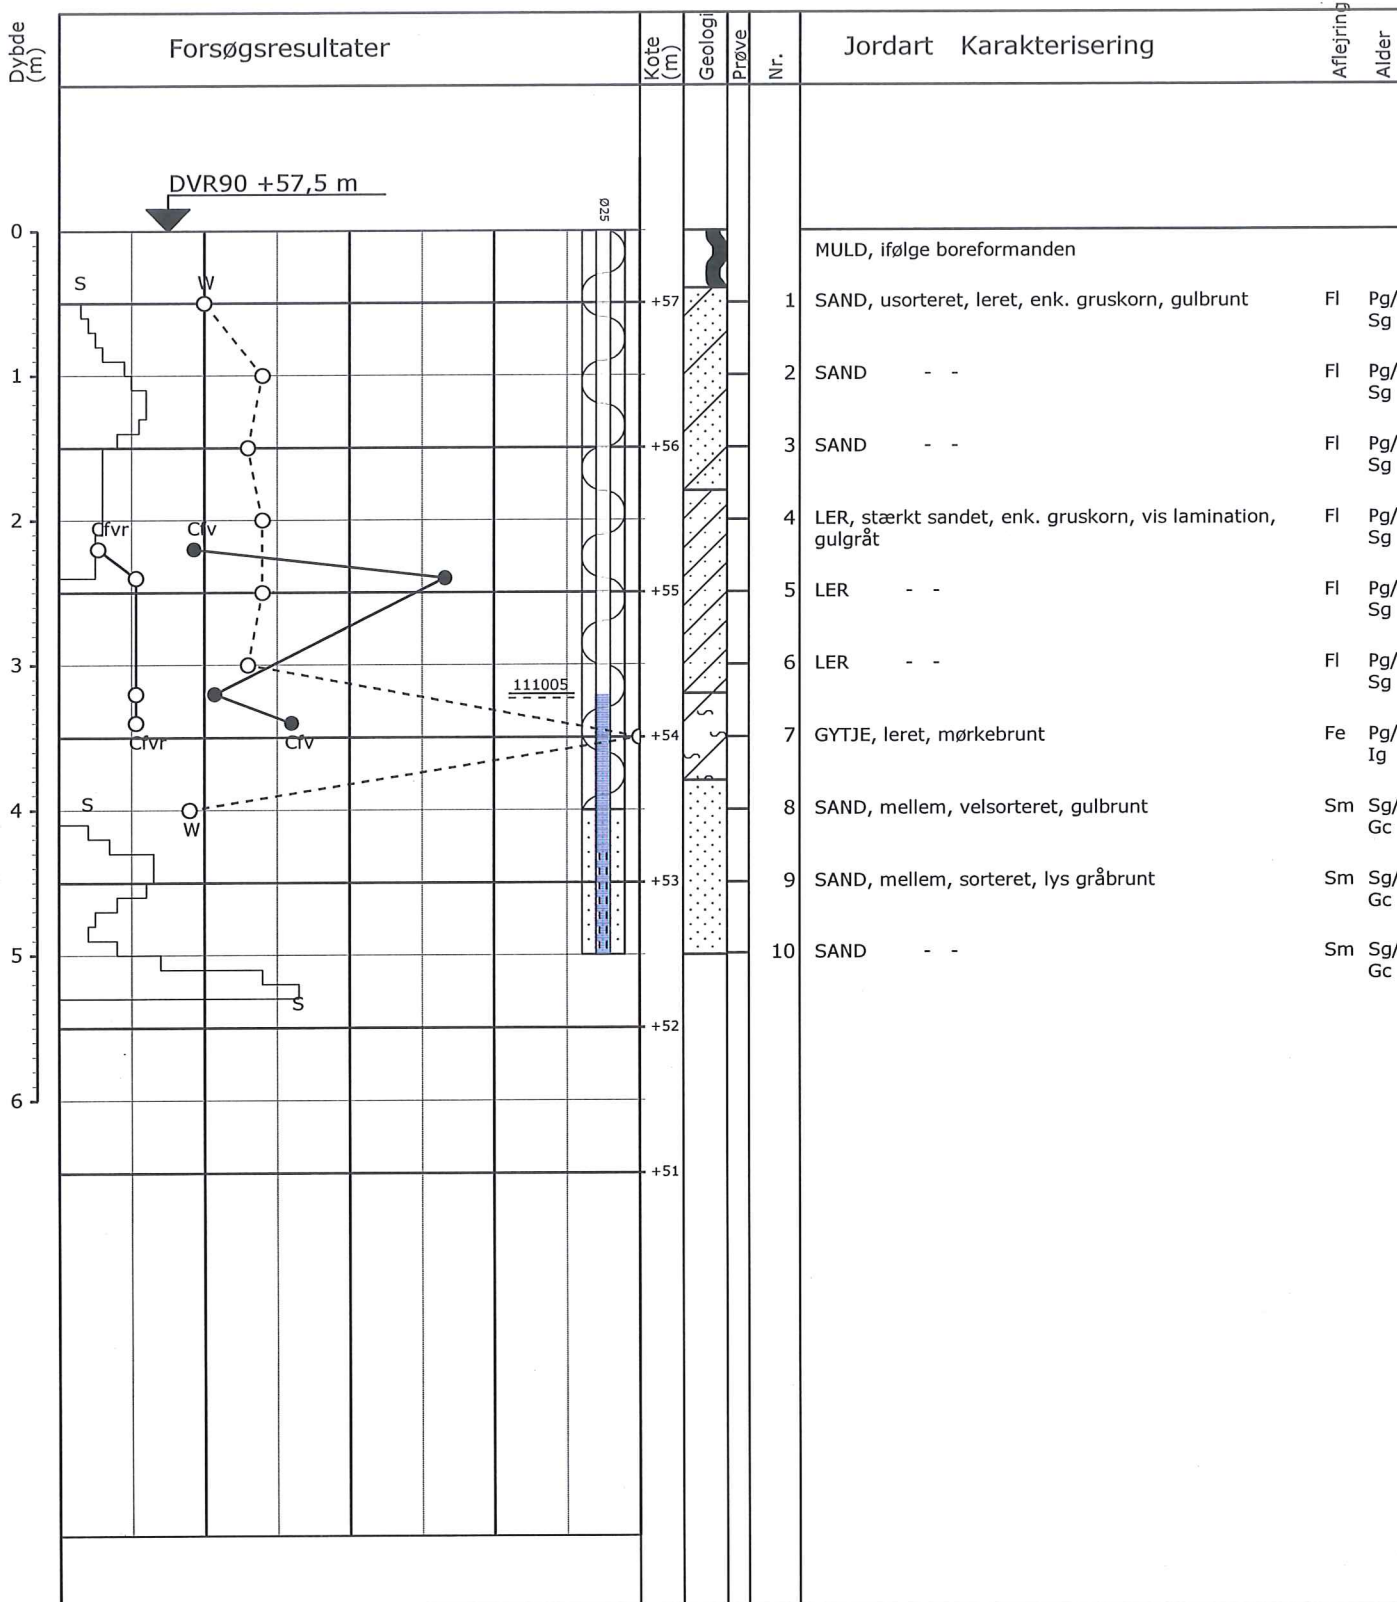 Dybde (m)
Forsøgsresultater
Kote (m)
Geologi
Prøve
Nr.
Jordart Karakterisering
Aflejring
Alder
DVR90 +57,5 m
Ø25
0
MULD, ifølge boreformanden
S
W
+57
1 SAND, usorteret, leret, enk. gruskorn, gulbrunt Fl Pg/
Sg
1
2 SAND - - Fl Pg/
Sg
+56
3 SAND - - Fl Pg/
Sg
2
Cfvr
Cfv
4 LER, stærkt sandet, enk. gruskorn, vis lamination, Fl Pg/
gulgråt Sg
+55
5 LER - - Fl Pg/
Sg
3
6 LER - - Fl Pg/
Sg
111005
Cfvr
Cfv
+54
7 GYTJE, leret, mørkebrunt Fe Pg/
Ig
4
S
W
8 SAND, mellem, velsorteret, gulbrunt Sm Sg/
Gc
+53
9 SAND, mellem, sorteret, lys gråbrunt Sm Sg/
Gc
5
10 SAND - - Sm Sg/
Gc
S
+52
6
+51